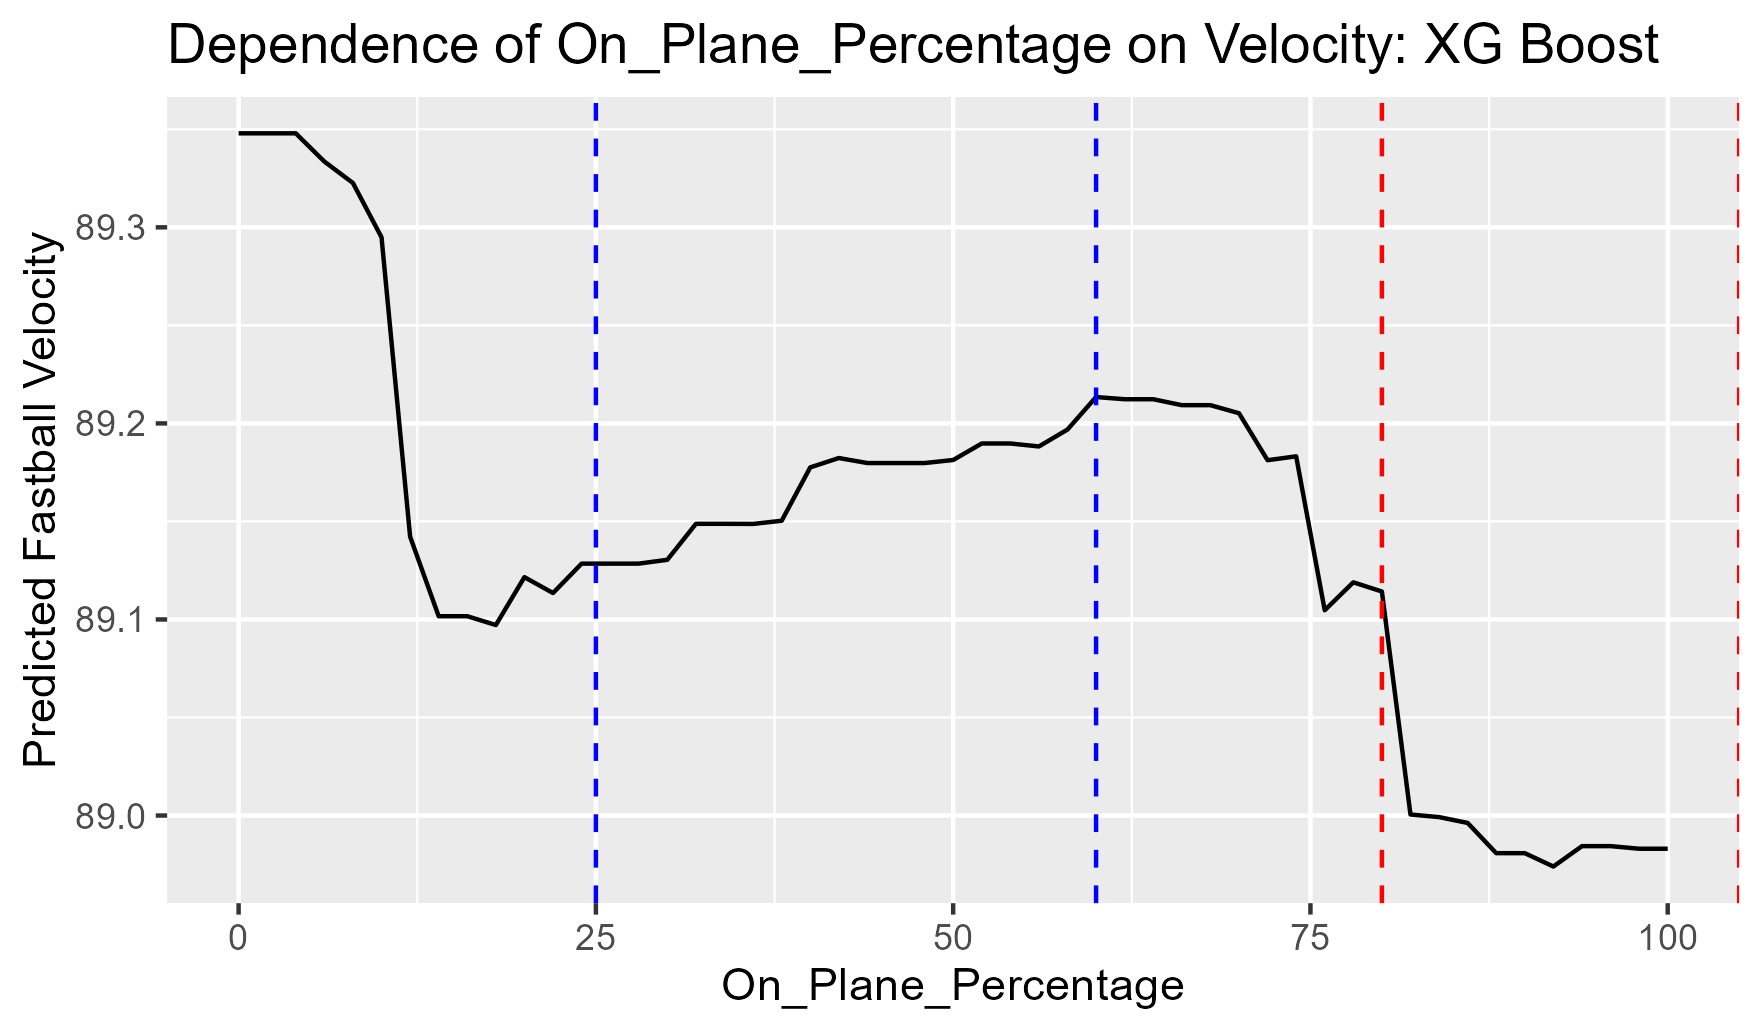 Dependence of On_Plane_Percentage on Velocity: XG Boost
Predicted Fastball Velocity
89.3
89.2
89.1
89.0
0 25 50 75 100
On_Plane_Percentage